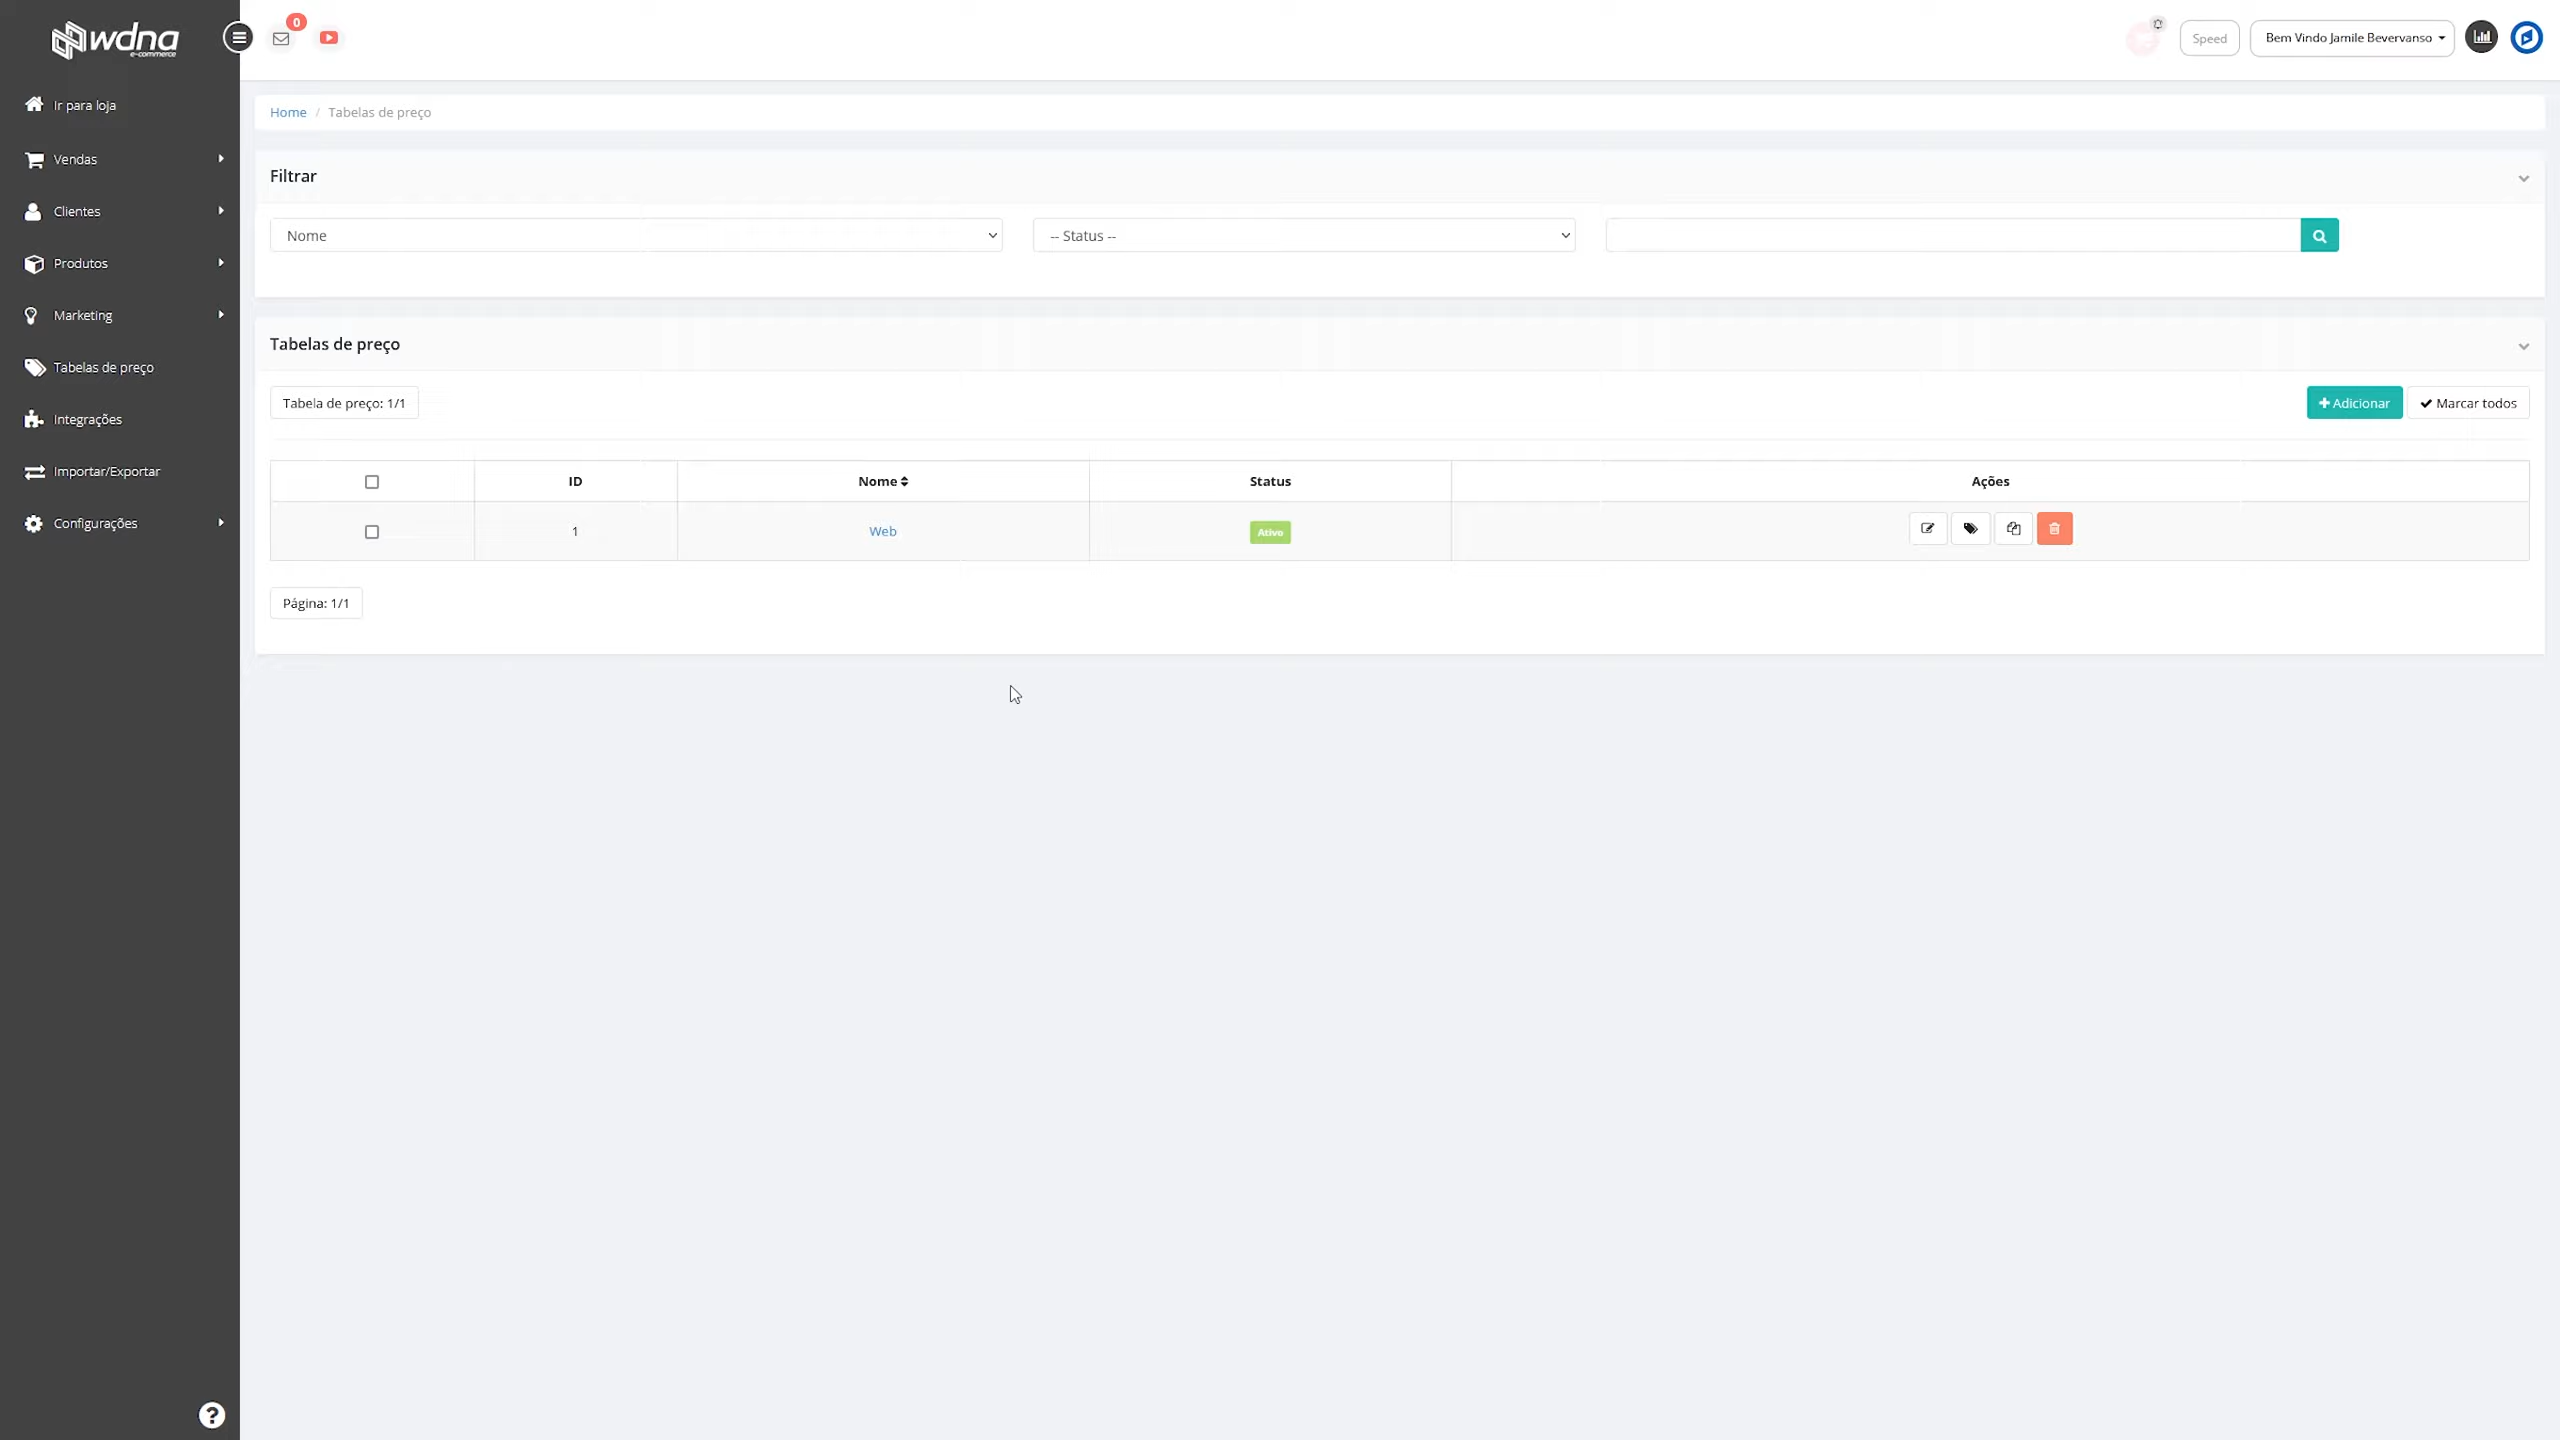 wdna
e-commerce
0
Speed
Bem Vindo Jamile Bevervanso
Ir para loja
Vendas
Clientes
Produtos
Marketing
Tabelas de preço
Integrações
Importar/Exportar
Configurações
Home / Tabelas de preço
Filtrar
Nome
-- Status --
Tabelas de preço
Tabela de preço: 1/1
Adicionar
Marcar todos
ID Nome Status Ações
1 Web Ativo
Página: 1/1
?